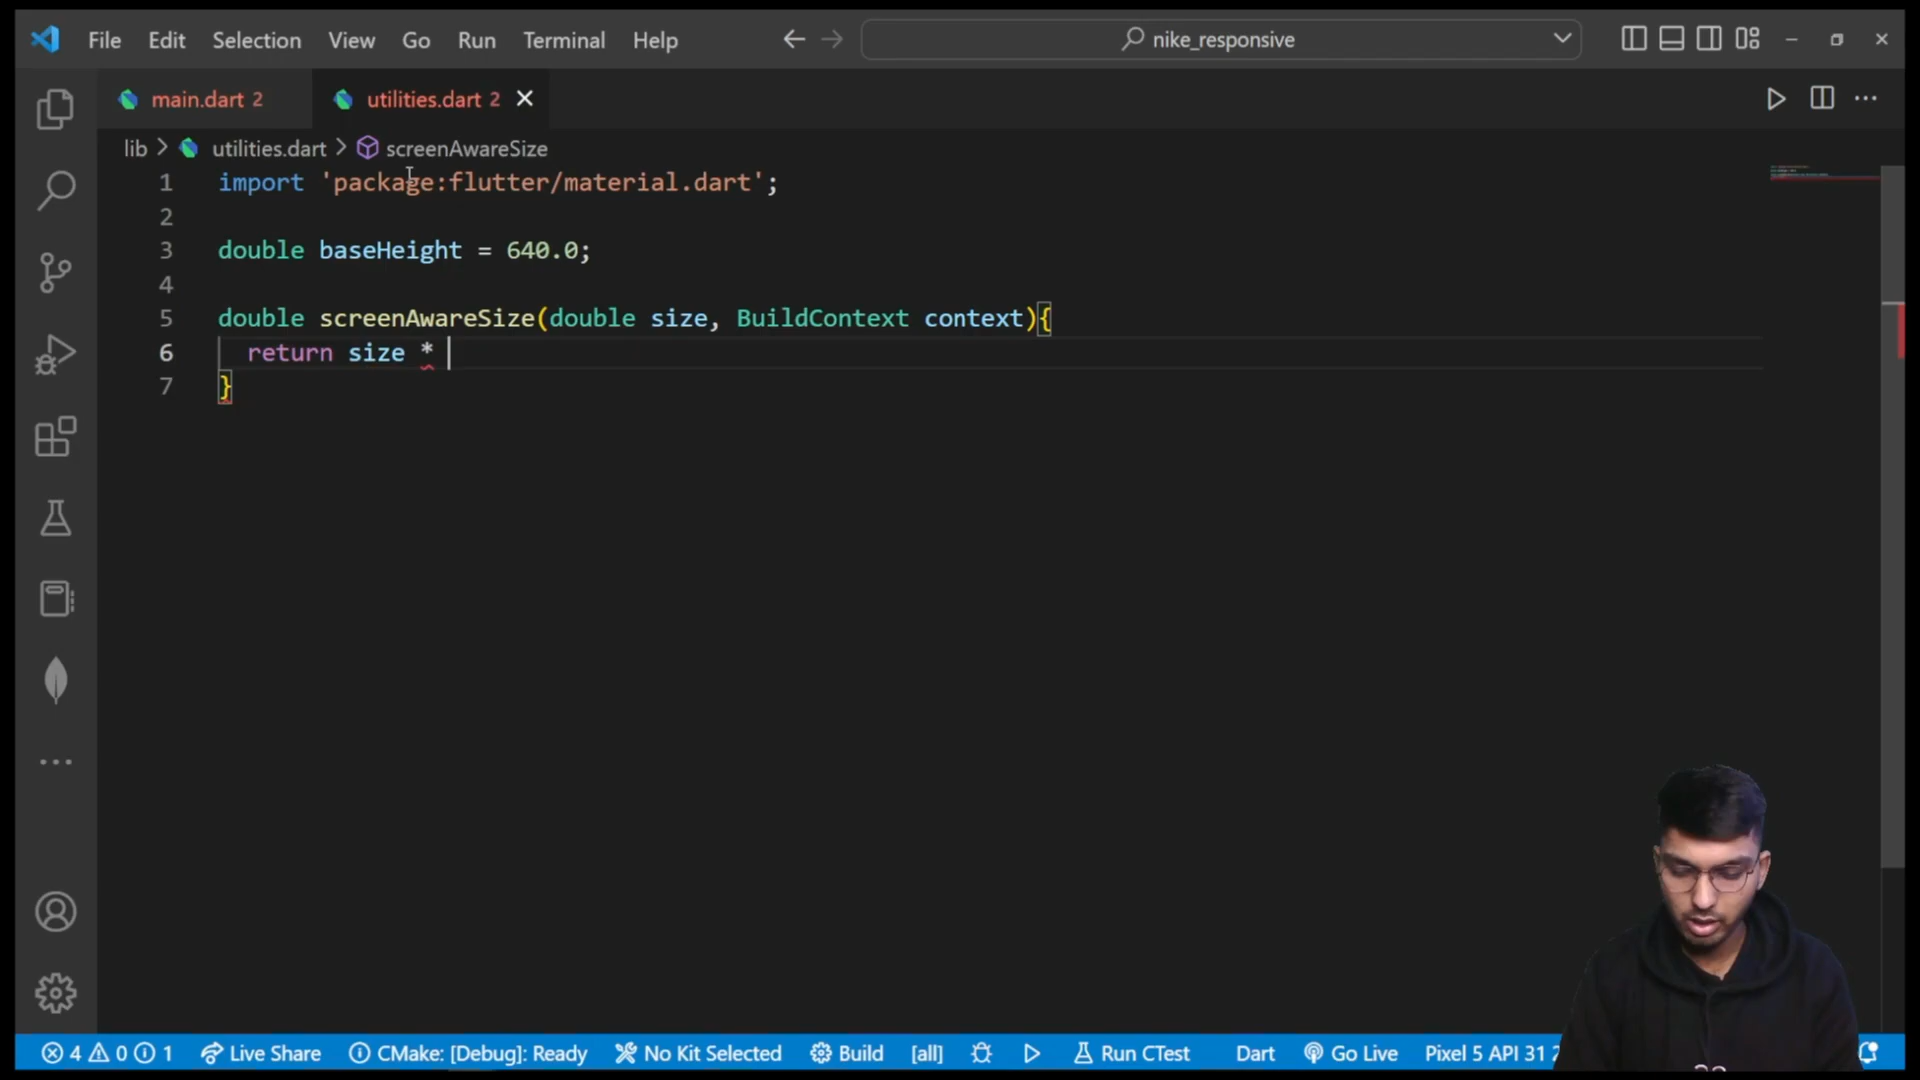 File Edit Selection View Go Run Terminal Help
nike_responsive
main.dart 2
utilities.dart 2
lib > utilities.dart > screenAwareSize
1 import 'package:flutter/material.dart';
2
3 double baseHeight = 640.0;
4
5 double screenAwareSize(double size, BuildContext context){
6 return size *
7 }
4 0 1 Live Share CMake: [Debug]: Ready No Kit Selected Build [all] Run CTest Dart Go Live Pixel 5 API 31